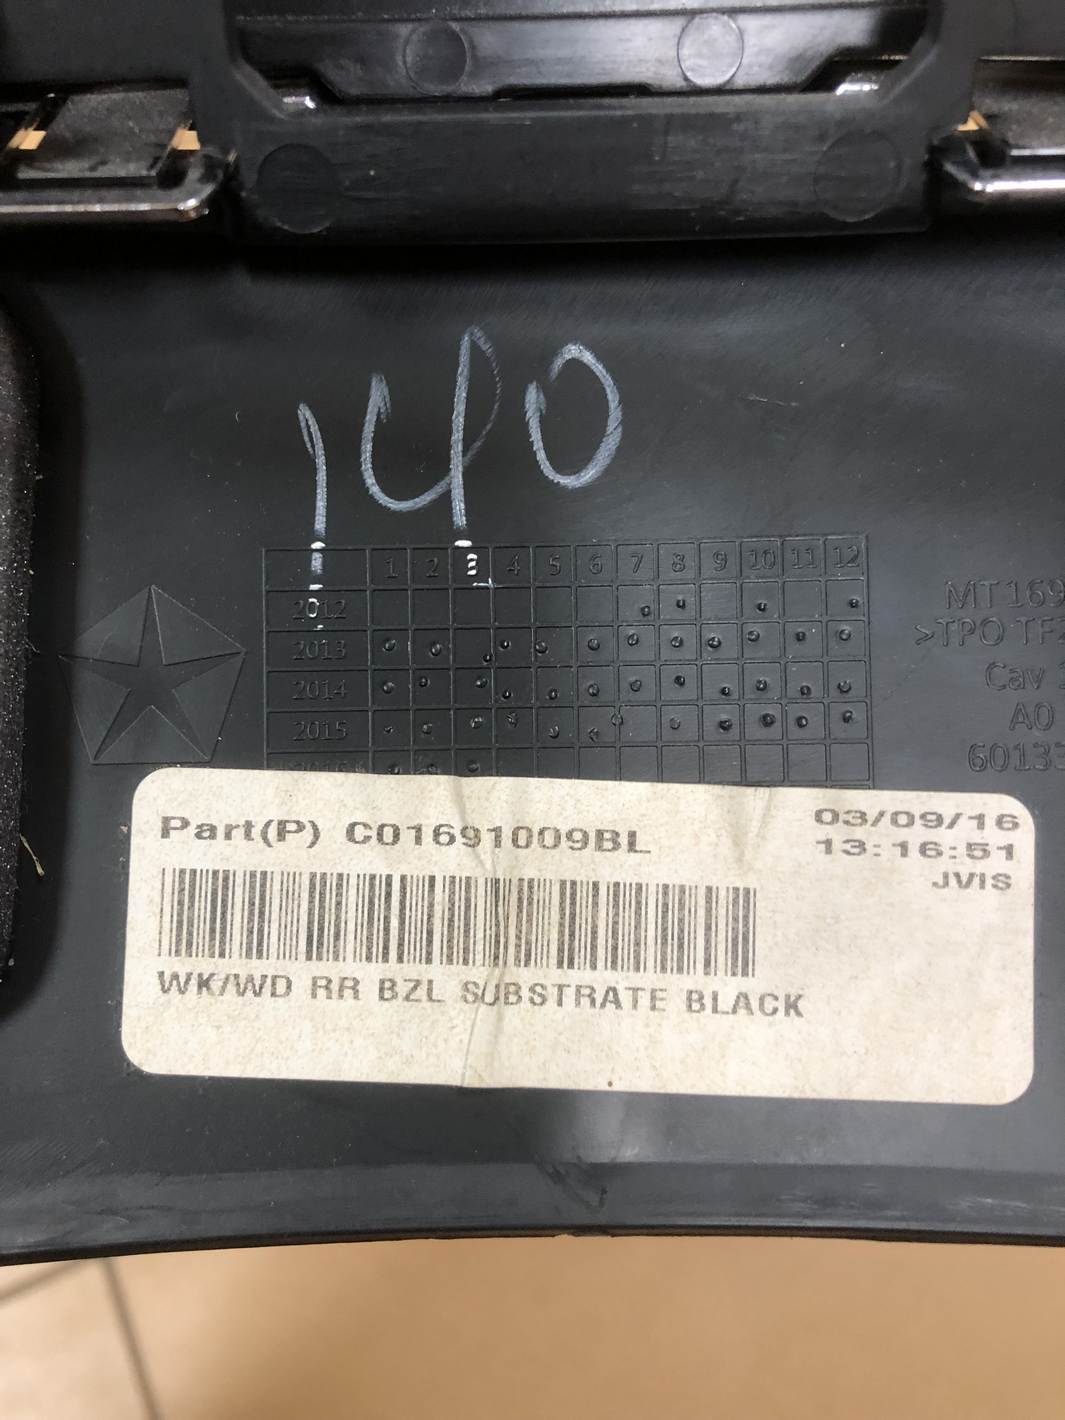 140
1 2 3 4 5 6 7 8 9 10 11 12
2012
2013
2014
2015
2016
MT169
>TPO TF
Cav 1
A0
6013
Part(P) C01691009BL
03/09/16
13:16:51
JVIS
WK/WD RR BZL SUBSTRATE BLACK